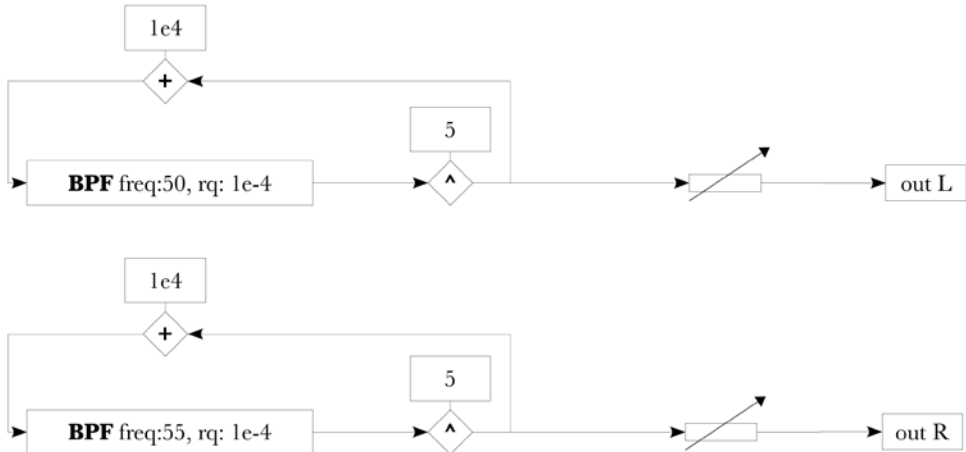 1e4
+
5
BPF freq:50, rq: 1e-4
^
out L
1e4
+
5
BPF freq:55, rq: 1e-4
^
out R